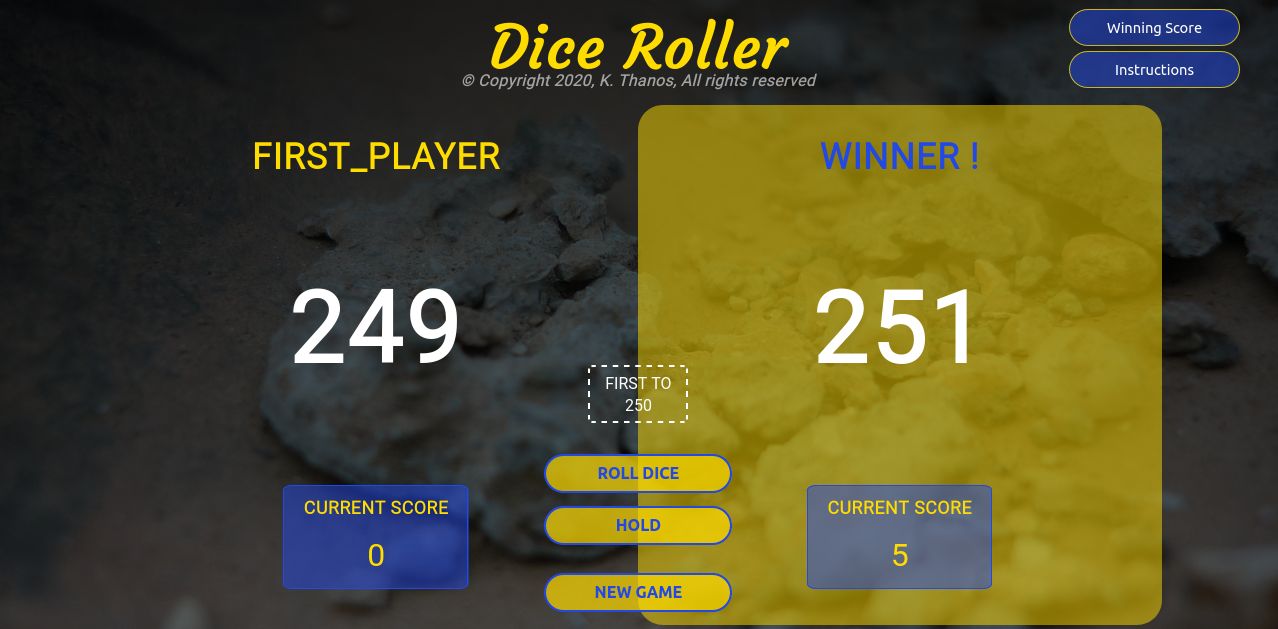 Dice Roller
© Copyright 2020, K. Thanos, All rights reserved
Winning Score
Instructions
FIRST_PLAYER
WINNER !
249
251
FIRST TO
250
ROLL DICE
HOLD
NEW GAME
CURRENT SCORE
0
CURRENT SCORE
5